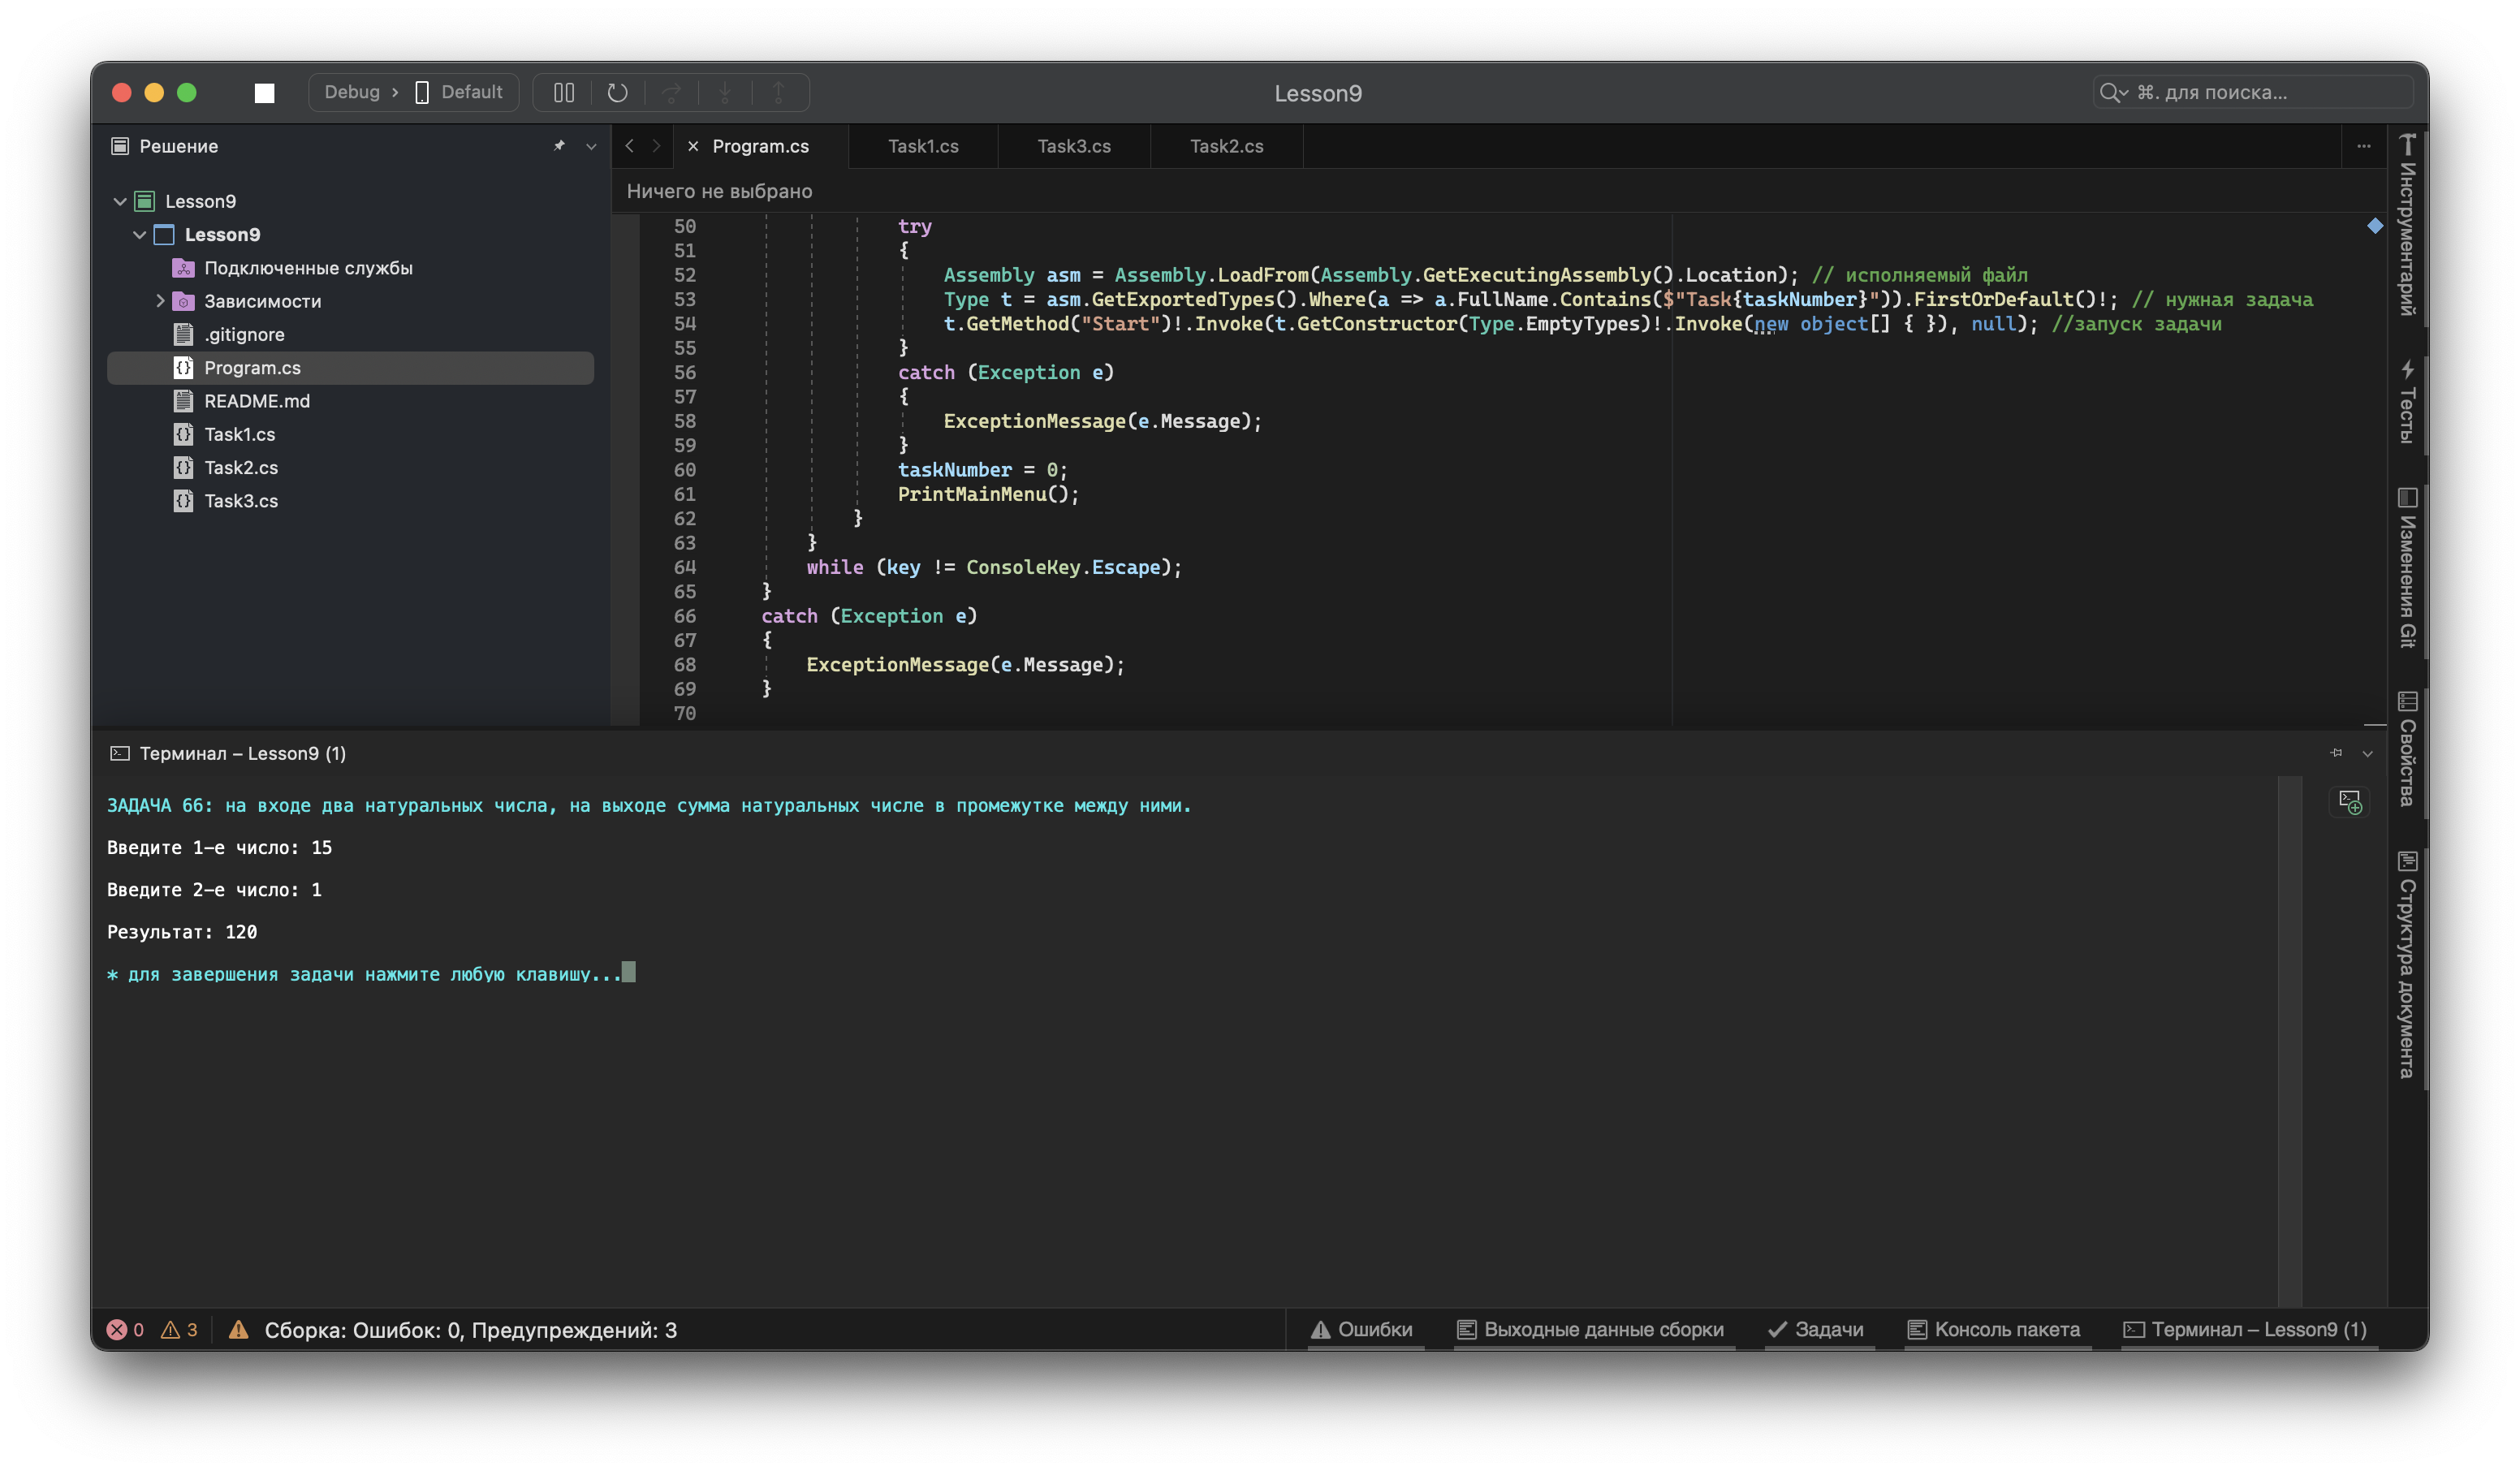 Debug › Default
Lesson9
⌘. для поиска...
Решение
Lesson9
Lesson9
Подключенные службы
Зависимости
.gitignore
Program.cs
README.md
Task1.cs
Task2.cs
Task3.cs
Program.cs Task1.cs Task3.cs Task2.cs
Ничего не выбрано
50 try
51 {
52 Assembly asm = Assembly.LoadFrom(Assembly.GetExecutingAssembly().Location); // исполняемый файл
53 Type t = asm.GetExportedTypes().Where(a => a.FullName.Contains($"Task{taskNumber}")).FirstOrDefault()!; // нужная задача
54 t.GetMethod("Start")!.Invoke(t.GetConstructor(Type.EmptyTypes)!.Invoke(new object[] { }), null); //запуск задачи
55 }
56 catch (Exception e)
57 {
58 ExceptionMessage(e.Message);
59 }
60 taskNumber = 0;
61 PrintMainMenu();
62 }
63 }
64 while (key != ConsoleKey.Escape);
65 }
66 catch (Exception e)
67 {
68 ExceptionMessage(e.Message);
69 }
70
Инструментарий
Тесты
Изменения Git
Свойства
Структура документа
Терминал – Lesson9 (1)
ЗАДАЧА 66: на входе два натуральных числа, на выходе сумма натуральных числе в промежутке между ними.
Введите 1-е число: 15
Введите 2-е число: 1
Результат: 120
* для завершения задачи нажмите любую клавишу...
0 3 Сборка: Ошибок: 0, Предупреждений: 3
Ошибки Выходные данные сборки Задачи Консоль пакета Терминал – Lesson9 (1)